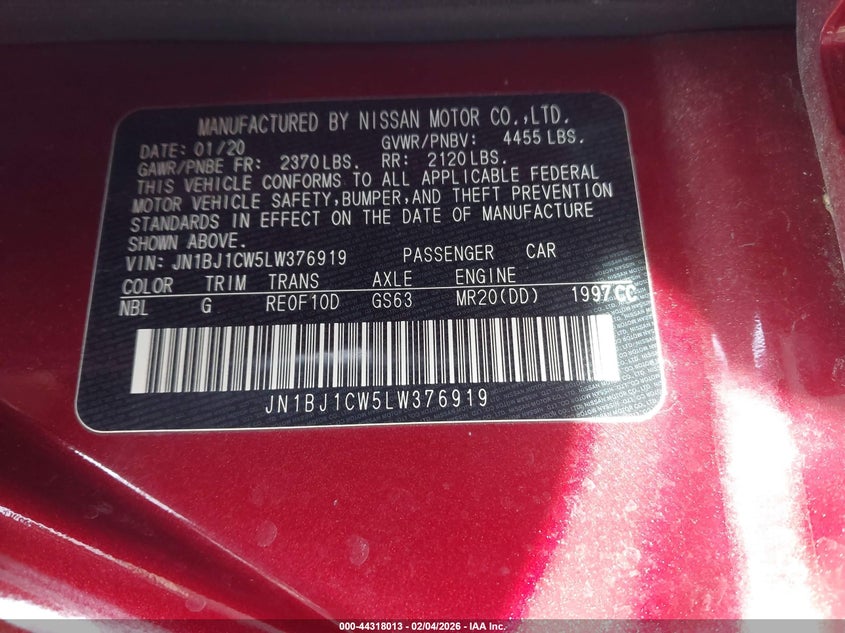 MANUFACTURED BY NISSAN MOTOR CO.,LTD.
DATE: 01/20 GVWR/PNBV: 4455 LBS.
GAWR/PNBE FR: 2370LBS. RR: 2120LBS.
THIS VEHICLE CONFORMS TO ALL APPLICABLE FEDERAL
MOTOR VEHICLE SAFETY,BUMPER,AND THEFT PREVENTION
STANDARDS IN EFFECT ON THE DATE OF MANUFACTURE
SHOWN ABOVE.
VIN: JN1BJ1CW5LW376919 PASSENGER CAR
COLOR TRIM TRANS AXLE ENGINE
NBL G RE0F10D GS63 MR20(DD) 1997CC
JN1BJ1CW5LW376919
000-44318013 - 02/04/2026 - IAA Inc.